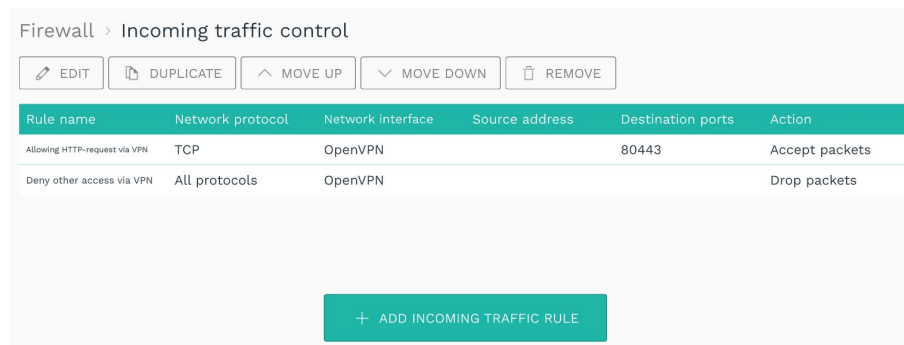 Firewall > Incoming traffic control
EDIT DUPLICATE MOVE UP MOVE DOWN REMOVE
Rule name Network protocol Network interface Source address Destination ports Action
Allowing HTTP-request via VPN TCP OpenVPN 80443 Accept packets
Deny other access via VPN All protocols OpenVPN Drop packets
+ ADD INCOMING TRAFFIC RULE